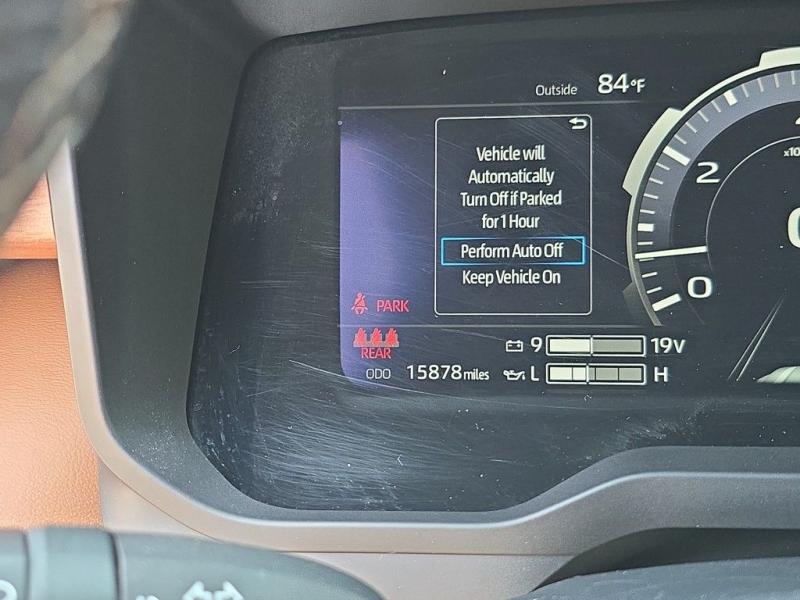 Outside 84°F
Vehicle will
Automatically
Turn Off if Parked
for 1 Hour
Perform Auto Off
Keep Vehicle On
PARK
REAR
ODO 15878 miles
9 19V
L H
2
0
x10